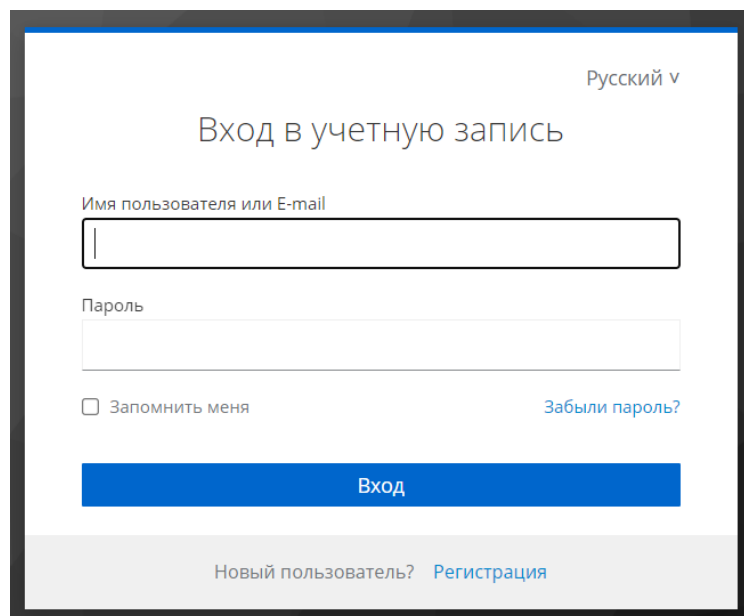 Русский ˅
Вход в учетную запись
Имя пользователя или E-mail
Пароль
Запомнить меня
Забыли пароль?
Вход
Новый пользователь? Регистрация